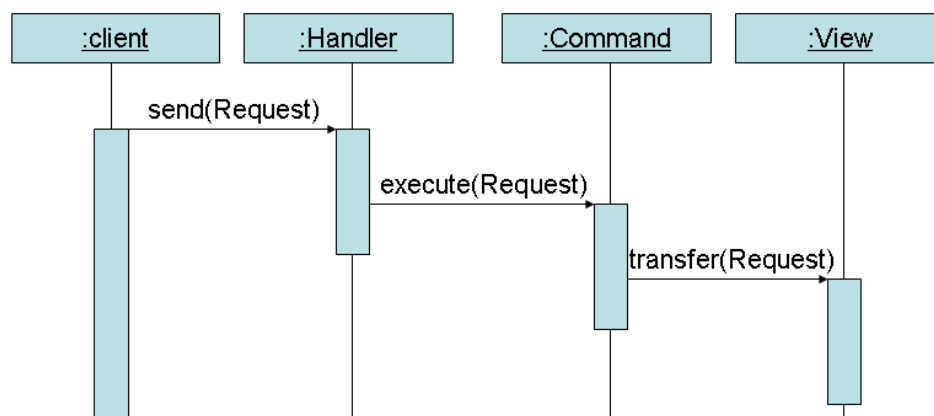 :client
:Handler
:Command
:View
send(Request)
execute(Request)
transfer(Request)